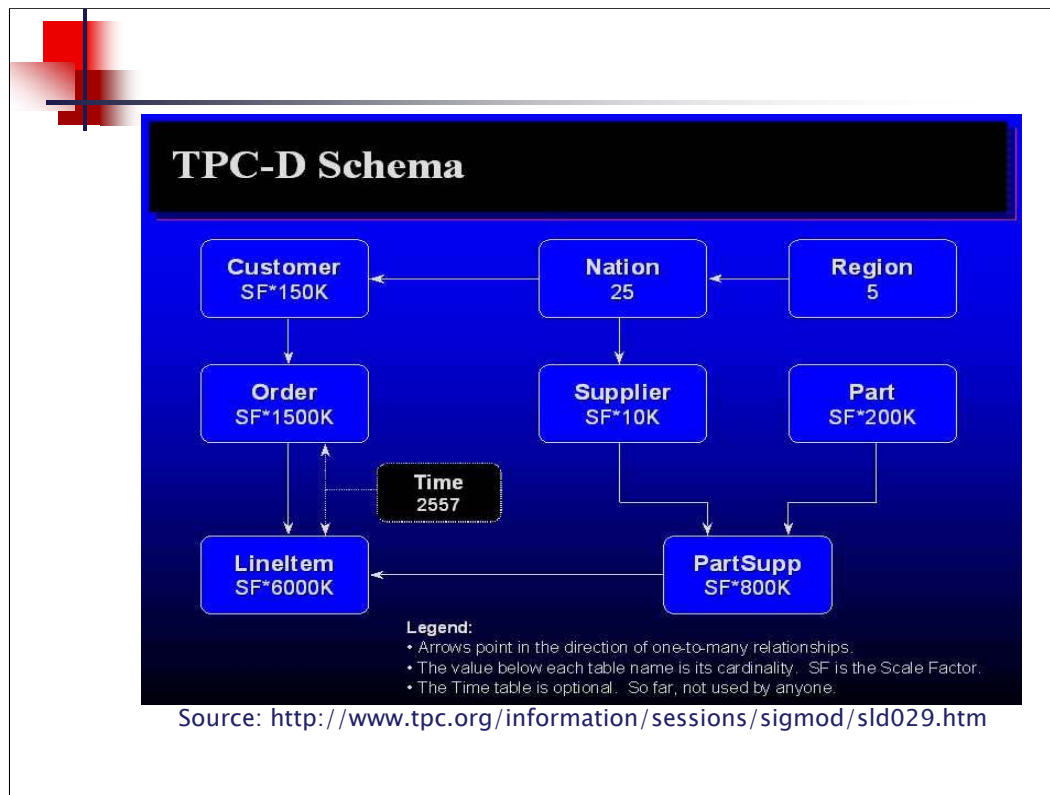 TPC-D Schema
Customer
SF*150K
Nation
25
Region
5
Order
SF*1500K
Supplier
SF*10K
Part
SF*200K
Time
2557
LineItem
SF*6000K
PartSupp
SF*800K
Legend:
• Arrows point in the direction of one-to-many relationships.
• The value below each table name is its cardinality. SF is the Scale Factor.
• The Time table is optional. So far, not used by anyone.
Source: http://www.tpc.org/information/sessions/sigmod/sld029.htm